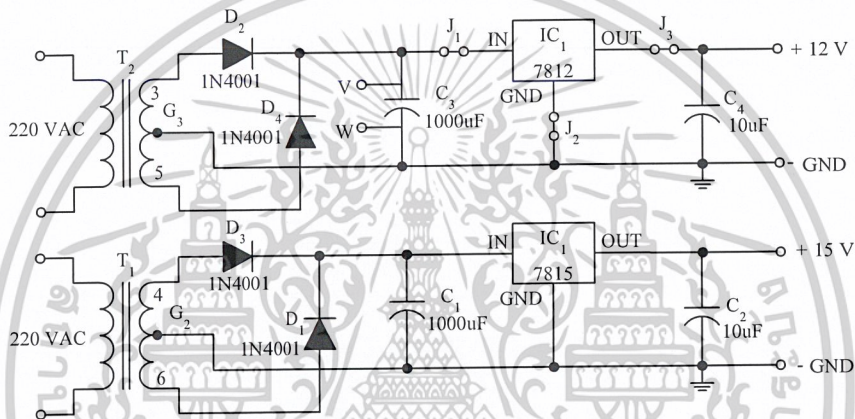 D2
J1
IN
IC1
OUT
J3
+ 12 V
T2
3
1N4001
7812
G3
D4
V
C3
GND
C4
220 VAC
1N4001
W
1000uF
J2
10uF
5
- GND
D3
IN
IC1
OUT
+ 15 V
T1
4
1N4001
7815
G2
D1
C1
GND
C2
220 VAC
1N4001
1000uF
10uF
6
- GND